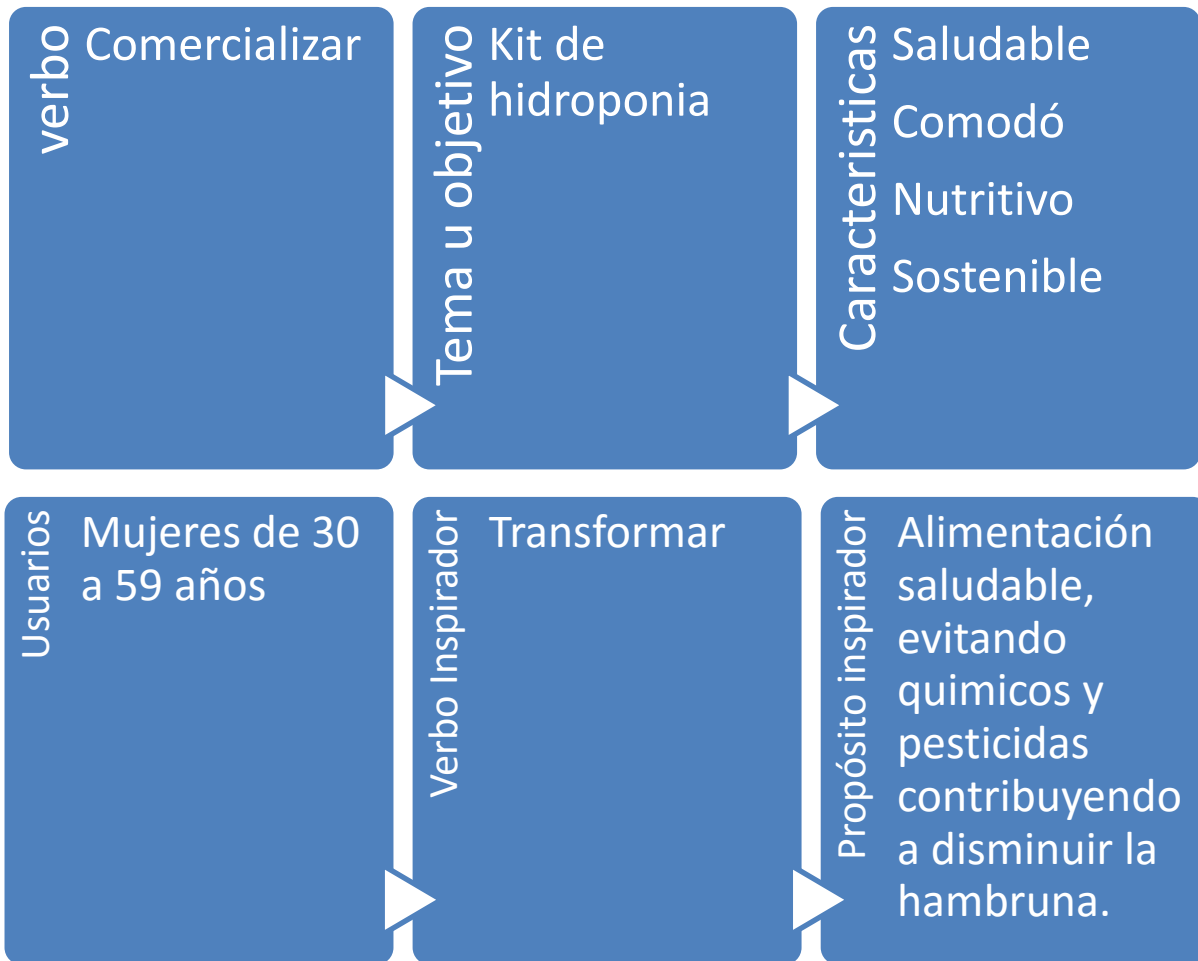 verbo
Comercializar
Tema u objetivo
Kit de
hidroponia
Caracteristicas
Saludable
Comodó
Nutritivo
Sostenible
Usuarios
Mujeres de 30
a 59 años
Verbo Inspirador
Transformar
Propósito inspirador
Alimentación
saludable,
evitando
quimicos y
pesticidas
contribuyendo
a disminuir la
hambruna.